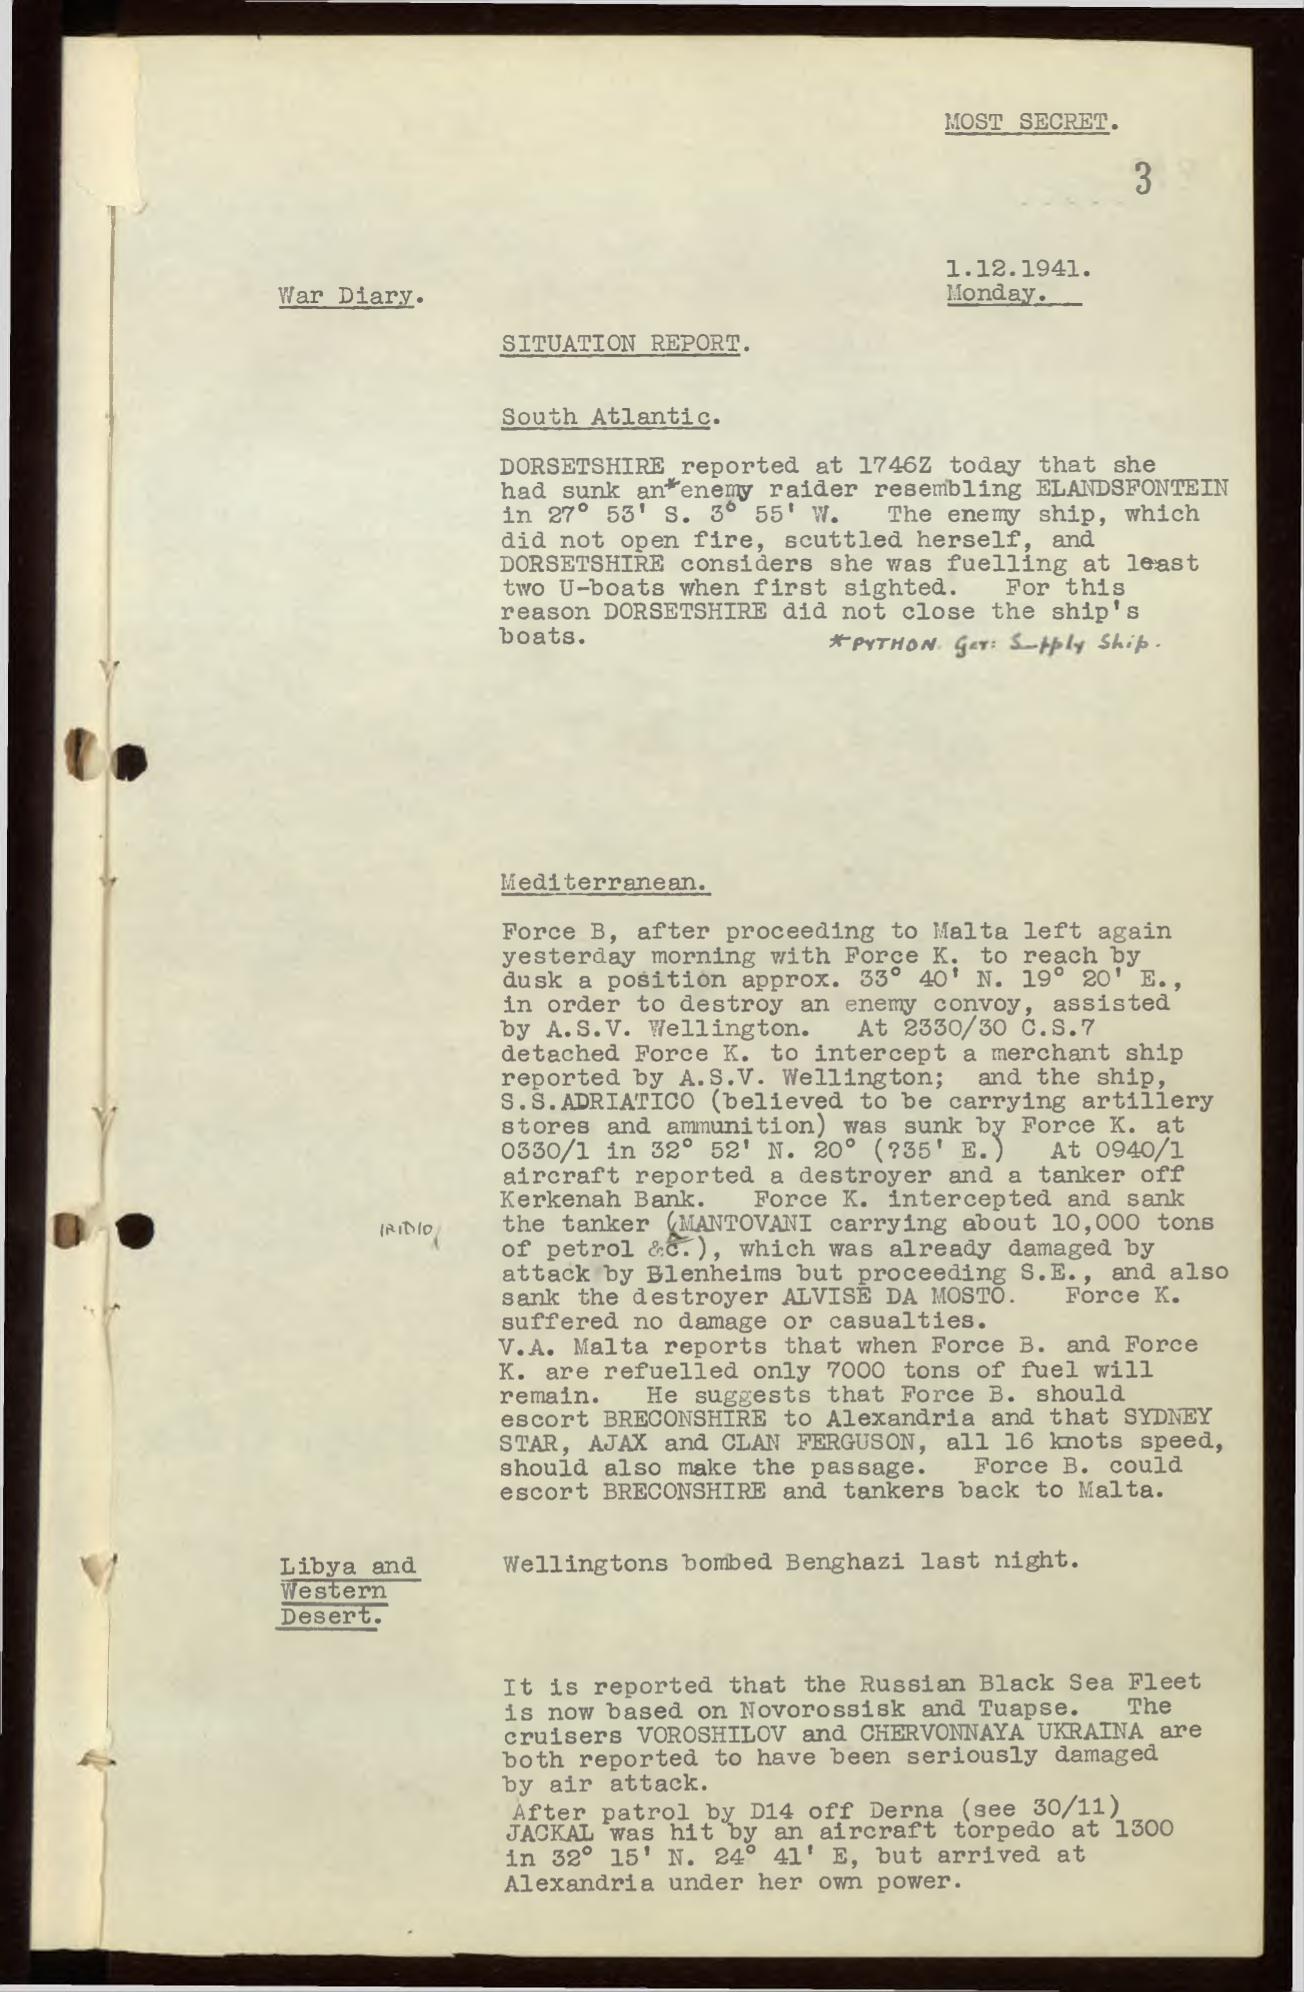 MOST SECRET.
3
1.12.1941.
War Diary.
Monday.
SITUATION REPORT.
South Atlantic.
DORSETSHIRE reported at 1746Z today that she
had sunk an*enemy raider resembling ELANDSFONTEIN
in 27° 53' S. 3° 55' W. The enemy ship, which
did not open fire, scuttled herself, and
DORSETSHIRE considers she was fuelling at least
two U-boats when first sighted. For this
reason DORSETSHIRE did not close the ship's
boats.
*PYTHON. Ger: Supply Ship.
Mediterranean.
Force B, after proceeding to Malta left again
yesterday morning with Force K. to reach by
dusk a position approx. 33° 40' N. 19° 20' E.,
in order to destroy an enemy convoy, assisted
by A.S.V. Wellington. At 2330/30 C.S.7
detached Force K. to intercept a merchant ship
reported by A.S.V. Wellington; and the ship,
S.S.ADRIATICO (believed to be carrying artillery
stores and ammunition) was sunk by Force K. at
0330/1 in 32° 52' N. 20° (?35' E.) At 0940/1
aircraft reported a destroyer and a tanker off
Kerkenah Bank. Force K. intercepted and sank
IRIDIO/
the tanker (MANTOVANI carrying about 10,000 tons
of petrol &c.), which was already damaged by
attack by Blenheims but proceeding S.E., and also
sank the destroyer ALVISE DA MOSTO. Force K.
suffered no damage or casualties.
V.A. Malta reports that when Force B. and Force
K. are refuelled only 7000 tons of fuel will
remain. He suggests that Force B. should
escort BRECONSHIRE to Alexandria and that SYDNEY
STAR, AJAX and CLAN FERGUSON, all 16 knots speed,
should also make the passage. Force B. could
escort BRECONSHIRE and tankers back to Malta.
Libya and
Western
Desert.
Wellingtons bombed Benghazi last night.
It is reported that the Russian Black Sea Fleet
is now based on Novorossisk and Tuapse. The
cruisers VOROSHILOV and CHERVONNAYA UKRAINA are
both reported to have been seriously damaged
by air attack.
After patrol by D14 off Derna (see 30/11)
JACKAL was hit by an aircraft torpedo at 1300
in 32° 15' N. 24° 41' E, but arrived at
Alexandria under her own power.